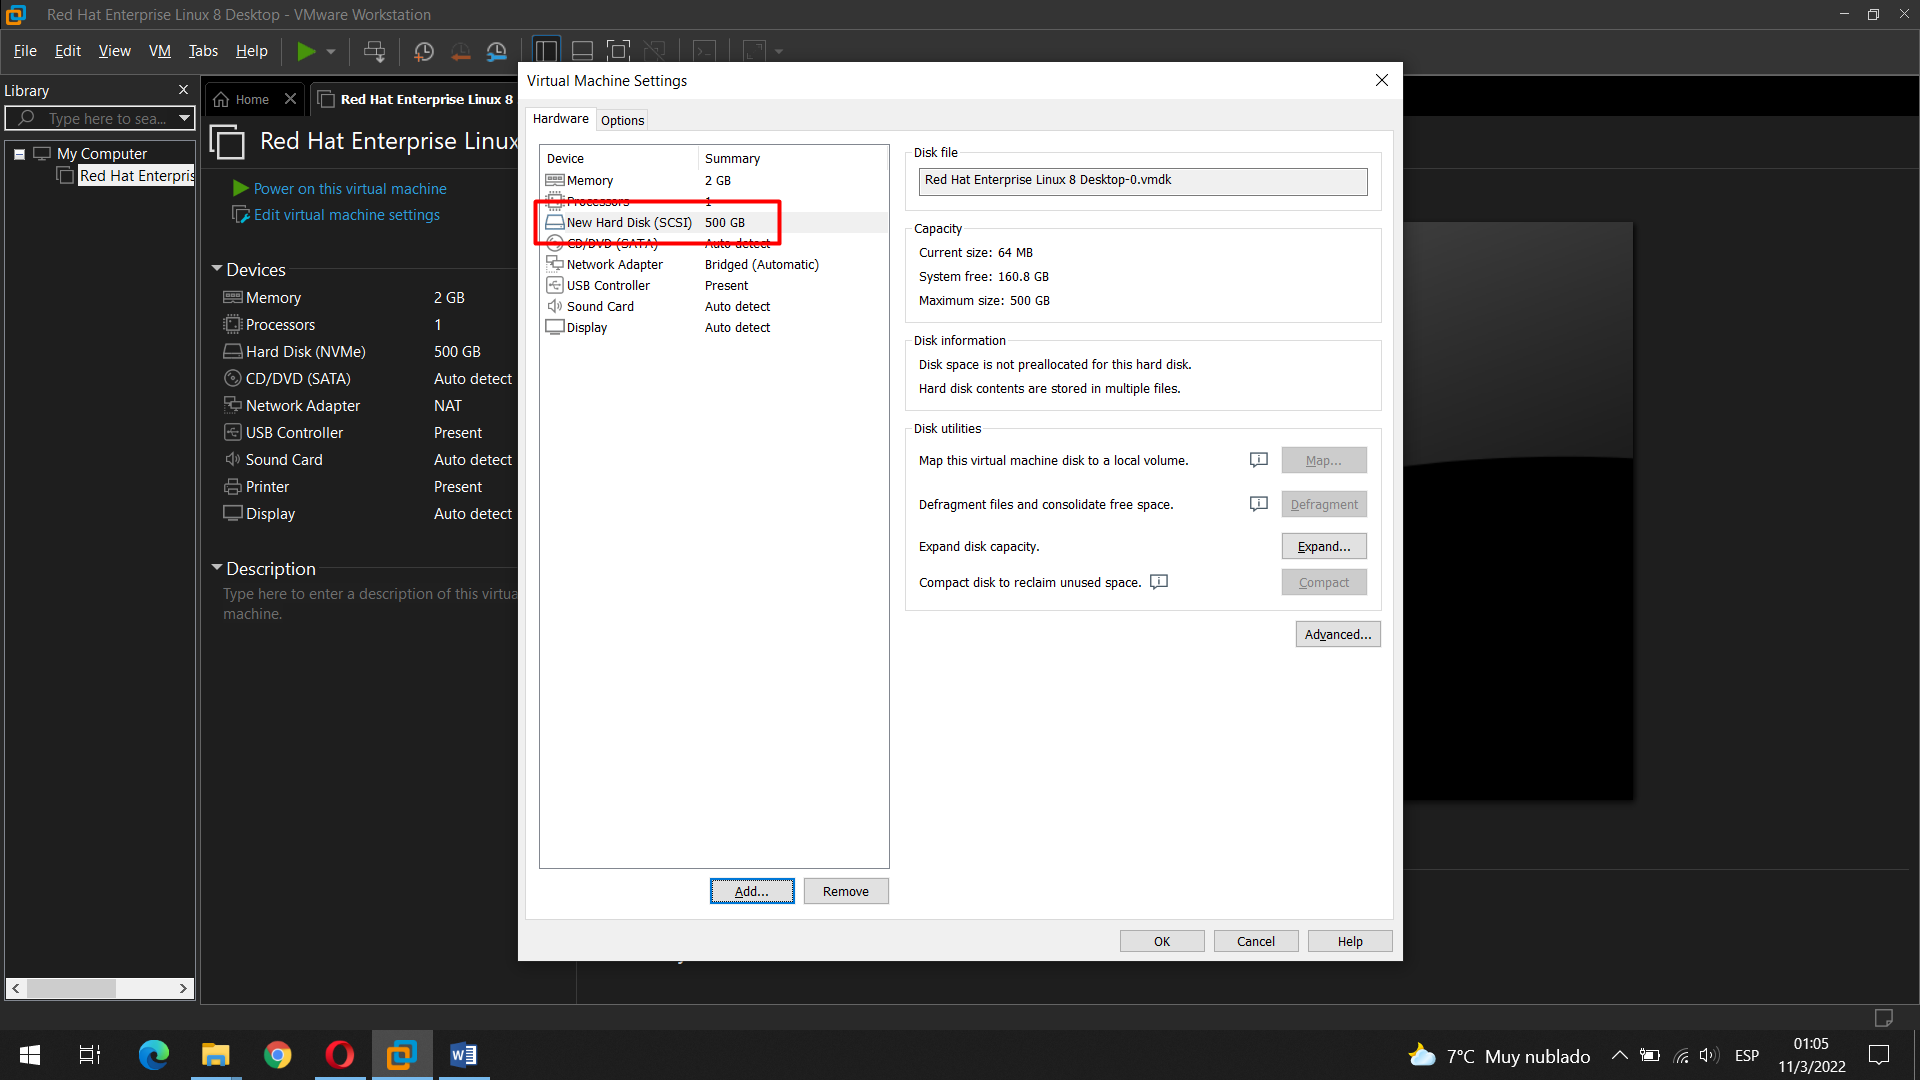 Red Hat Enterprise Linux 8 Desktop - VMware Workstation
File Edit View VM Tabs Help
Library
Type here to sea...
My Computer
Red Hat Enterpris
Home
Red Hat Enterprise Linux 8
Red Hat Enterprise Linux
Power on this virtual machine
Edit virtual machine settings
Devices
Memory 2 GB
Processors 1
Hard Disk (NVMe) 500 GB
CD/DVD (SATA) Auto detect
Network Adapter NAT
USB Controller Present
Sound Card Auto detect
Printer Present
Display Auto detect
Description
Type here to enter a description of this virtua
machine.
Virtual Machine Settings
Hardware Options
Device Summary
Memory 2 GB
Processors 1
New Hard Disk (SCSI) 500 GB
CD/DVD (SATA) Auto detect
Network Adapter Bridged (Automatic)
USB Controller Present
Sound Card Auto detect
Display Auto detect
Add... Remove
Disk file
Red Hat Enterprise Linux 8 Desktop-0.vmdk
Capacity
Current size: 64 MB
System free: 160.8 GB
Maximum size: 500 GB
Disk information
Disk space is not preallocated for this hard disk.
Hard disk contents are stored in multiple files.
Disk utilities
Map this virtual machine disk to a local volume. Map...
Defragment files and consolidate free space. Defragment
Expand disk capacity. Expand...
Compact disk to reclaim unused space. Compact
Advanced...
OK Cancel Help
7°C Muy nublado
ESP
01:05
11/3/2022